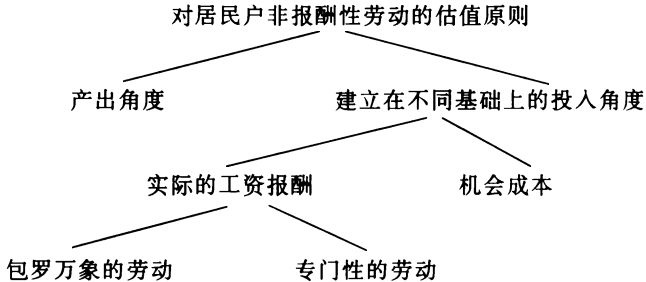 对居民户非报酬性劳动的估值原则
产出角度
建立在不同基础上的投入角度
实际的工资报酬
机会成本
包罗万象的劳动
专门性的劳动